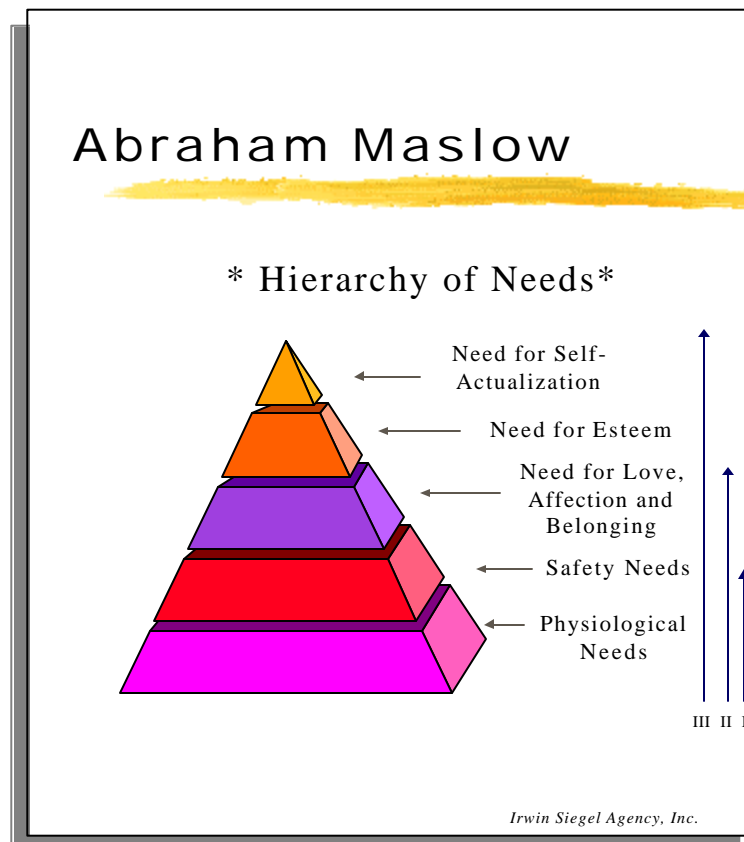 Abraham Maslow
* Hierarchy of Needs*
Need for Self-
Actualization
Need for Esteem
Need for Love,
Affection and
Belonging
Safety Needs
Physiological
Needs
III II
Irwin Siegel Agency, Inc.